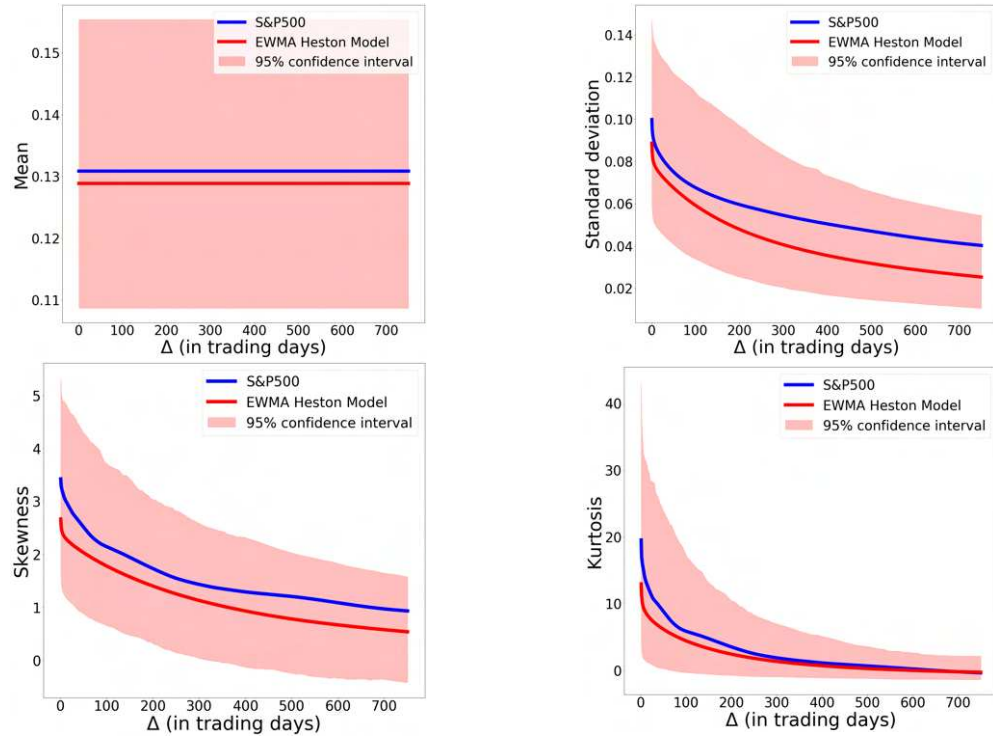 0.15
0.14
0.13
0.12
0.11
Mean
S&P500
EWMA Heston Model
95% confidence interval
0 100 200 300 400 500 600 700
Δ (in trading days)
0.14
0.12
0.10
0.08
0.06
0.04
0.02
Standard deviation
S&P500
EWMA Heston Model
95% confidence interval
0 100 200 300 400 500 600 700
Δ (in trading days)
5
4
3
2
1
0
Skewness
S&P500
EWMA Heston Model
95% confidence interval
0 100 200 300 400 500 600 700
Δ (in trading days)
40
30
20
10
0
Kurtosis
S&P500
EWMA Heston Model
95% confidence interval
0 100 200 300 400 500 600 700
Δ (in trading days)